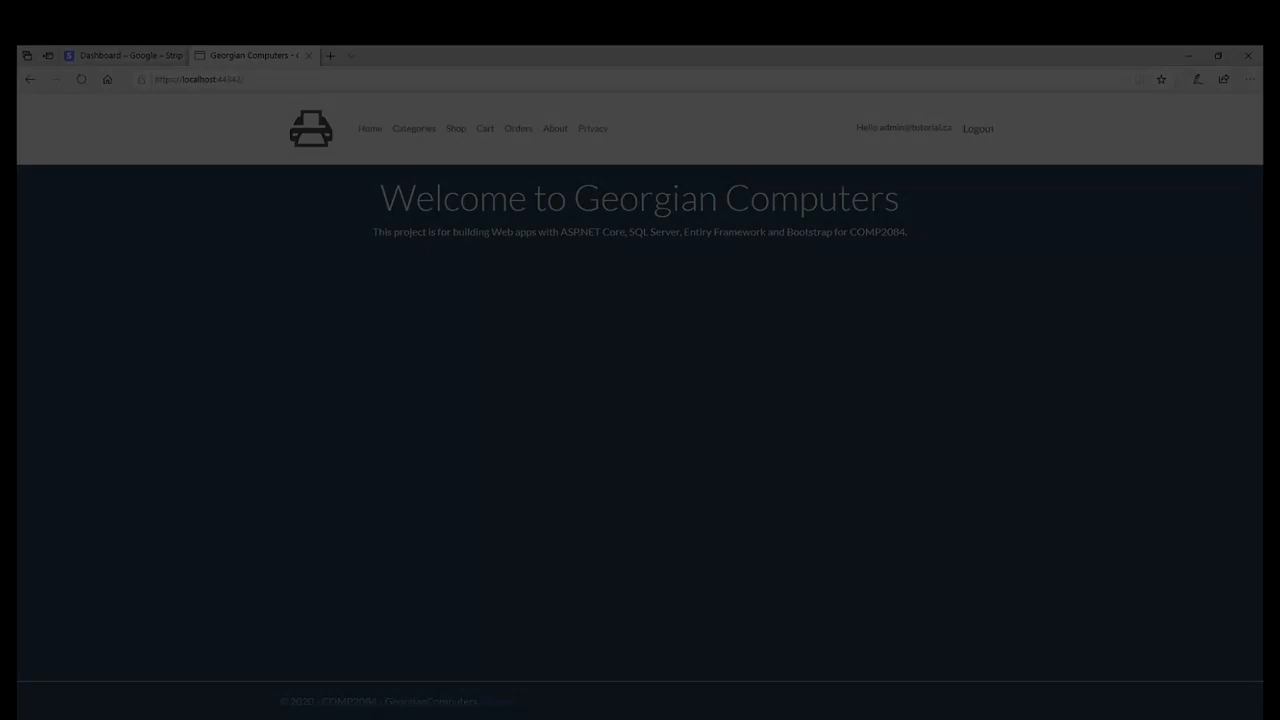 Dashboard – Google – Strip
Georgian Computers - G
https://localhost:44342/
Home Categories Shop Cart Orders About Privacy
Hello admin@tutorial.ca Logout
Welcome to Georgian Computers
This project is for building Web apps with ASP.NET Core, SQL Server, Entiry Framework and Bootstrap for COMP2084.
© 2020 - COMP2084 - GeorgianComputers